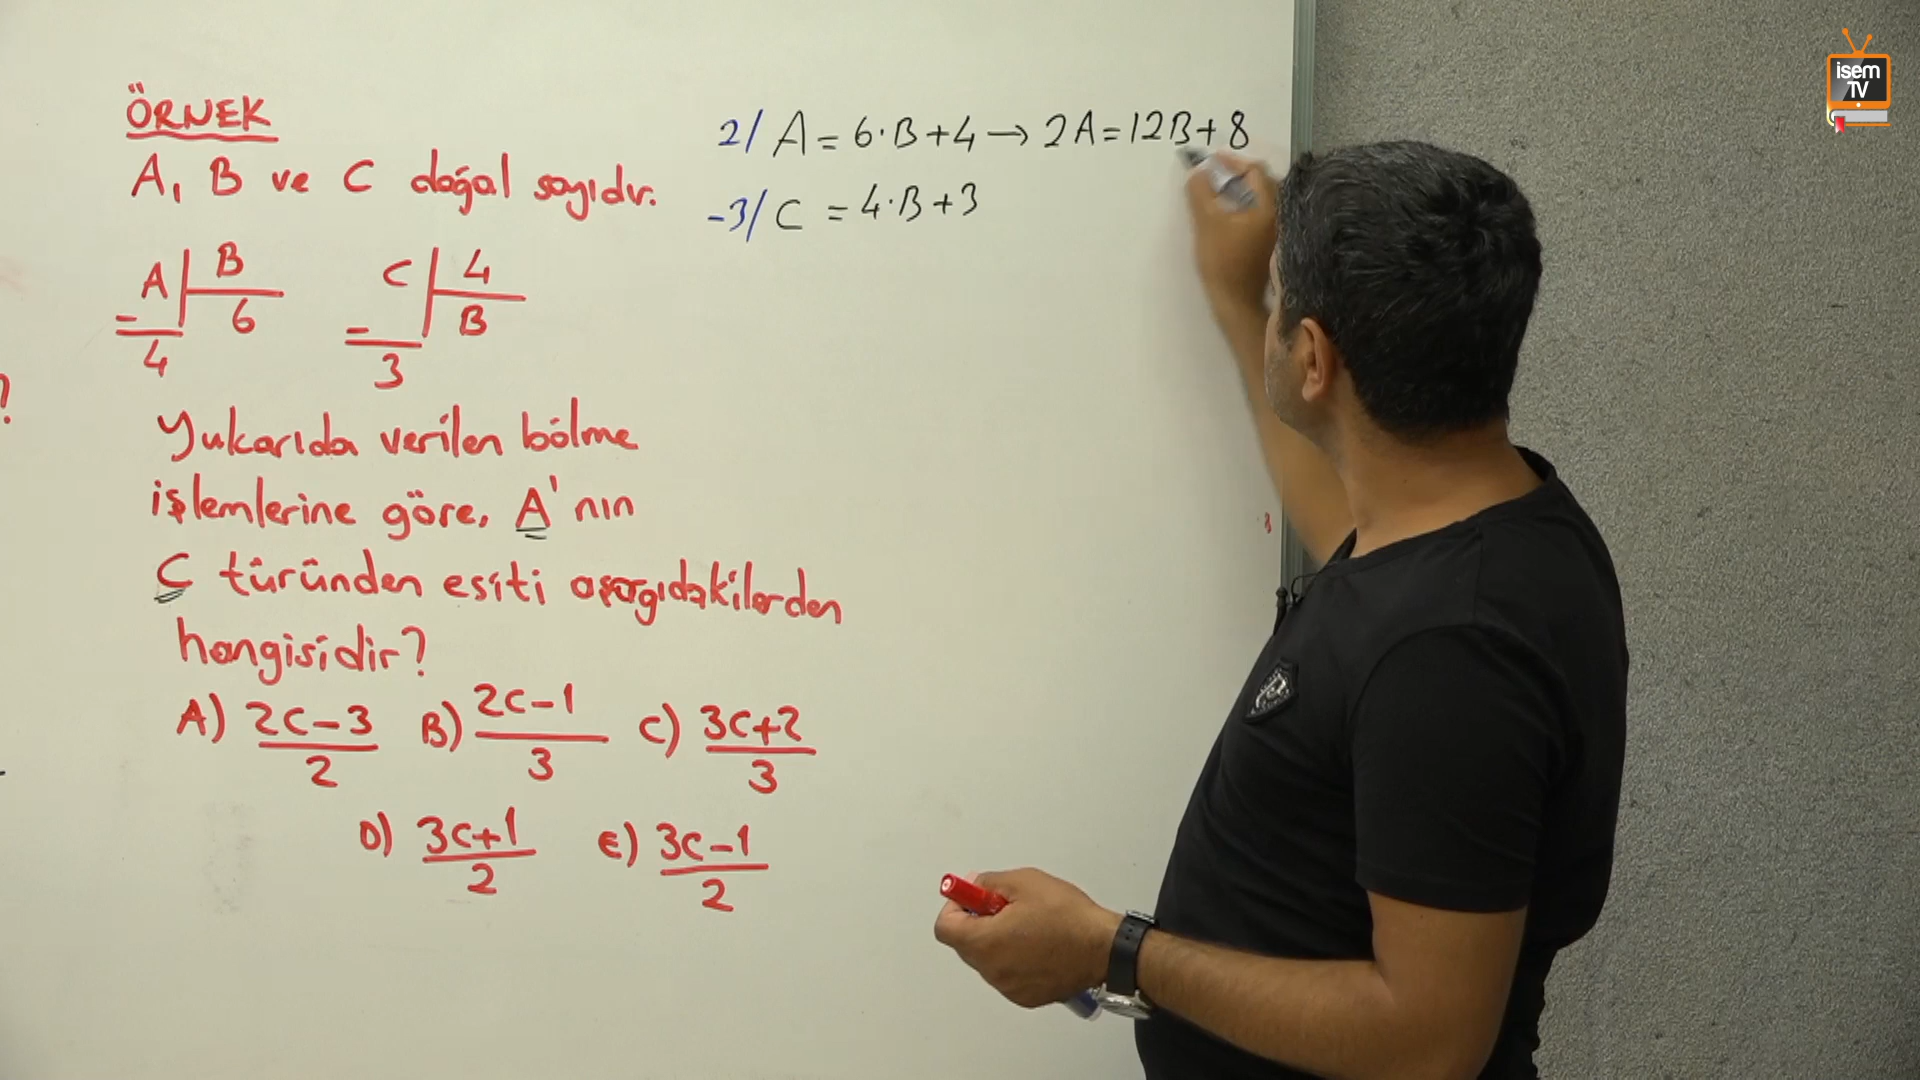 ÖRNEK
A, B ve C doğal sayıdır.
A B
- 6
4
C 4
- B
3
Yukarıda verilen bölme
işlemlerine göre, A'nın
C türünden eşiti aşağıdakilerden
hangisidir?
A) 2C-3/2 B) 2C-1/3 C) 3C+2/3
D) 3C+1/2 E) 3C-1/2
2/ A = 6·B+4 → 2A=12B+8
-3/ C = 4·B+3
?
isem
TV